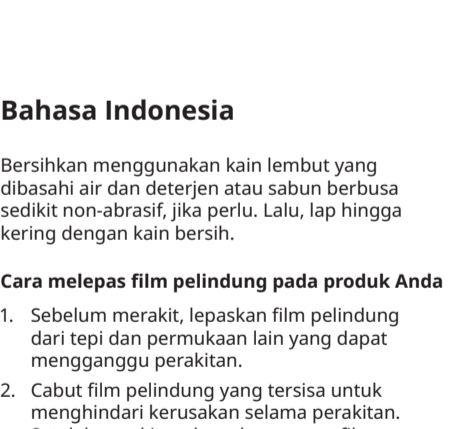 Bahasa Indonesia
Bersihkan menggunakan kain lembut yang
dibasahi air dan deterjen atau sabun berbusa
sedikit non-abrasif, jika perlu. Lalu, lap hingga
kering dengan kain bersih.
Cara melepas film pelindung pada produk Anda
1. Sebelum merakit, lepaskan film pelindung
dari tepi dan permukaan lain yang dapat
mengganggu perakitan.
2. Cabut film pelindung yang tersisa untuk
menghindari kerusakan selama perakitan.